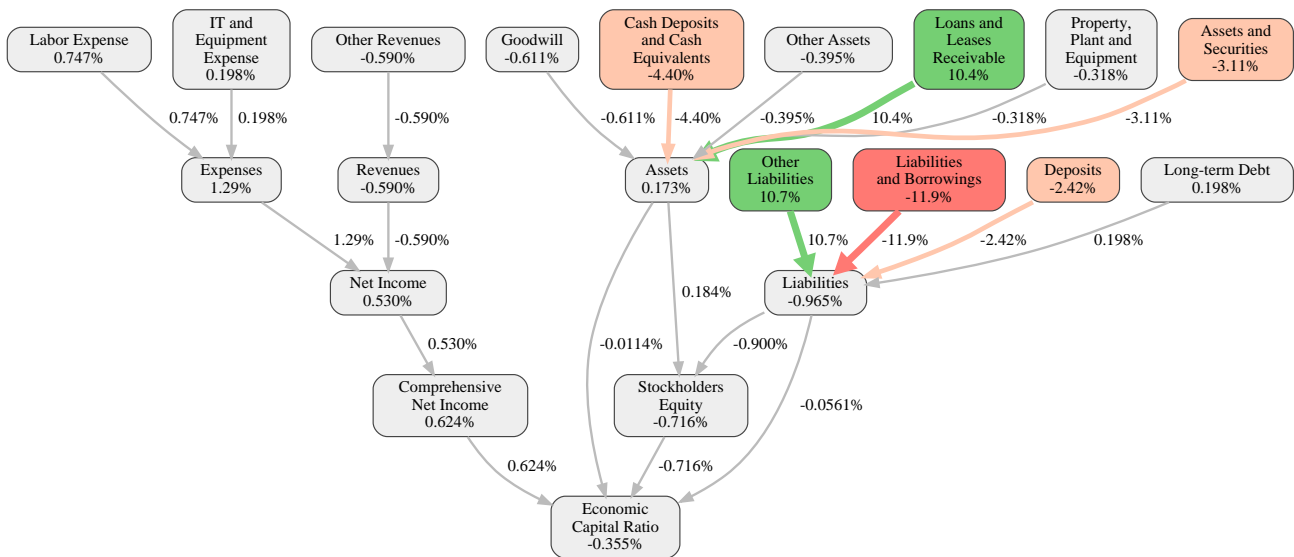 Labor Expense
0.747%
IT and
Equipment
Expense
0.198%
Other Revenues
-0.590%
Goodwill
-0.611%
Cash Deposits
and Cash
Equivalents
-4.40%
Other Assets
-0.395%
Loans and
Leases
Receivable
10.4%
Property,
Plant and
Equipment
-0.318%
Assets and
Securities
-3.11%
0.747%
0.198%
-0.590%
-0.611%
-4.40%
-0.395%
10.4%
-0.318%
-3.11%
Expenses
1.29%
Revenues
-0.590%
Assets
0.173%
Other
Liabilities
10.7%
Liabilities
and Borrowings
-11.9%
Deposits
-2.42%
Long-term Debt
0.198%
1.29%
-0.590%
10.7%
-11.9%
-2.42%
0.198%
Net Income
0.530%
0.184%
Liabilities
-0.965%
0.530%
-0.0114%
-0.900%
Comprehensive
Net Income
0.624%
Stockholders
Equity
-0.716%
-0.0561%
0.624%
-0.716%
Economic
Capital Ratio
-0.355%